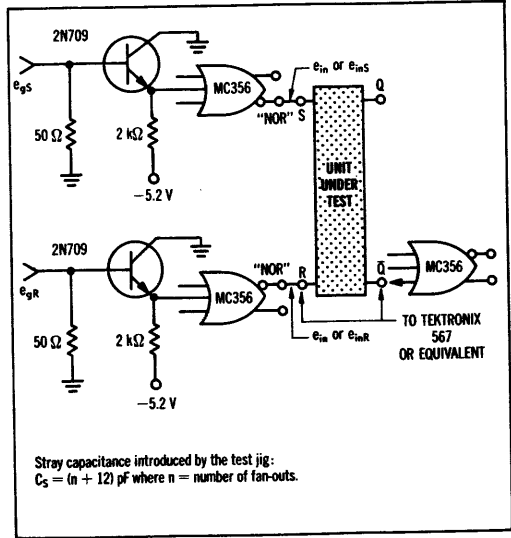 2N709
e_gS
50 Ω
2 kΩ
−5.2 V
MC356
"NOR"
e_in or e_inS
S
Q
UNIT
UNDER
TEST
2N709
e_gR
50 Ω
2 kΩ
−5.2 V
MC356
"NOR"
R
e_in or e_inR
Q̄
MC356
TO TEKTRONIX
567
OR EQUIVALENT
Stray capacitance introduced by the test jig:
C_S = (n + 12) pF where n = number of fan-outs.